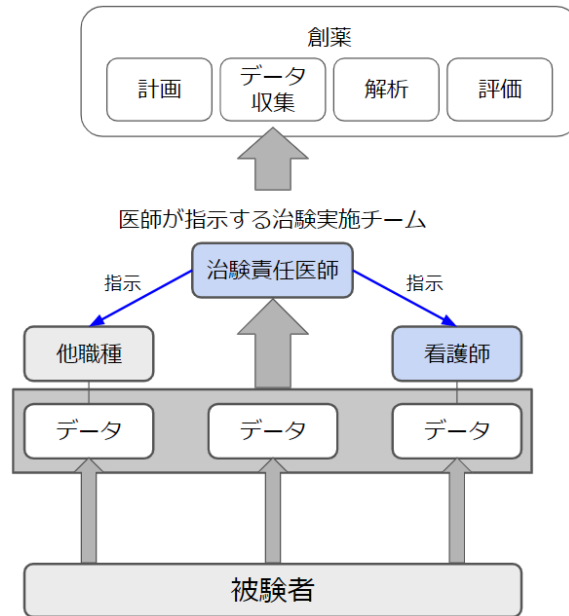 創薬
計画
データ
収集
解析
評価
医師が指示する治験実施チーム
治験責任医師
指示
指示
他職種
看護師
データ
データ
データ
被験者